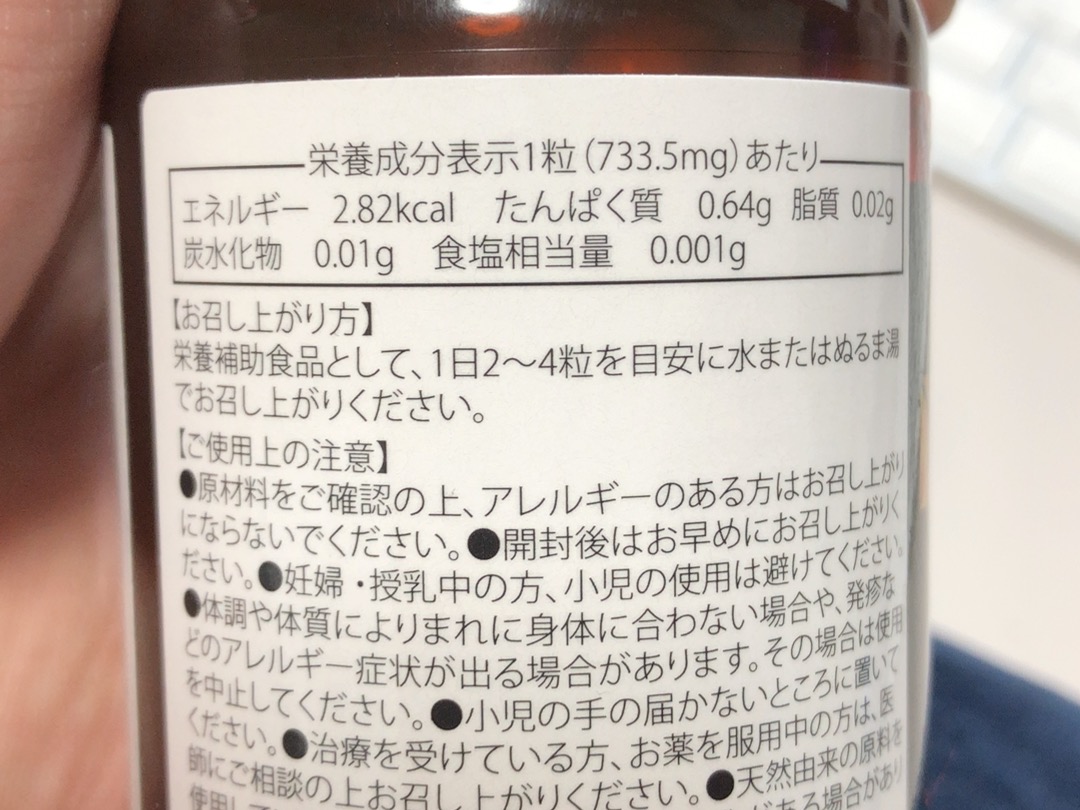 栄養成分表示1粒(733.5mg)あたり
エネルギー 2.82kcal たんぱく質 0.64g 脂質 0.02g
炭水化物 0.01g 食塩相当量 0.001g
【お召し上がり方】
栄養補助食品として、1日2〜4粒を目安に水またはぬるま湯
でお召し上がりください。
【ご使用上の注意】
●原材料をご確認の上、アレルギーのある方はお召し上がり
にならないでください。●開封後はお早めにお召し上がりく
ださい。●妊婦・授乳中の方、小児の使用は避けてください。
●体調や体質によりまれに身体に合わない場合や、発疹な
どのアレルギー症状が出る場合があります。その場合は使用
を中止してください。●小児の手の届かないところに置いて
ください。●治療を受けている方、お薬を服用中の方は、医
師にご相談の上お召し上がりください。●天然由来の原料を
使用して がある場合があり